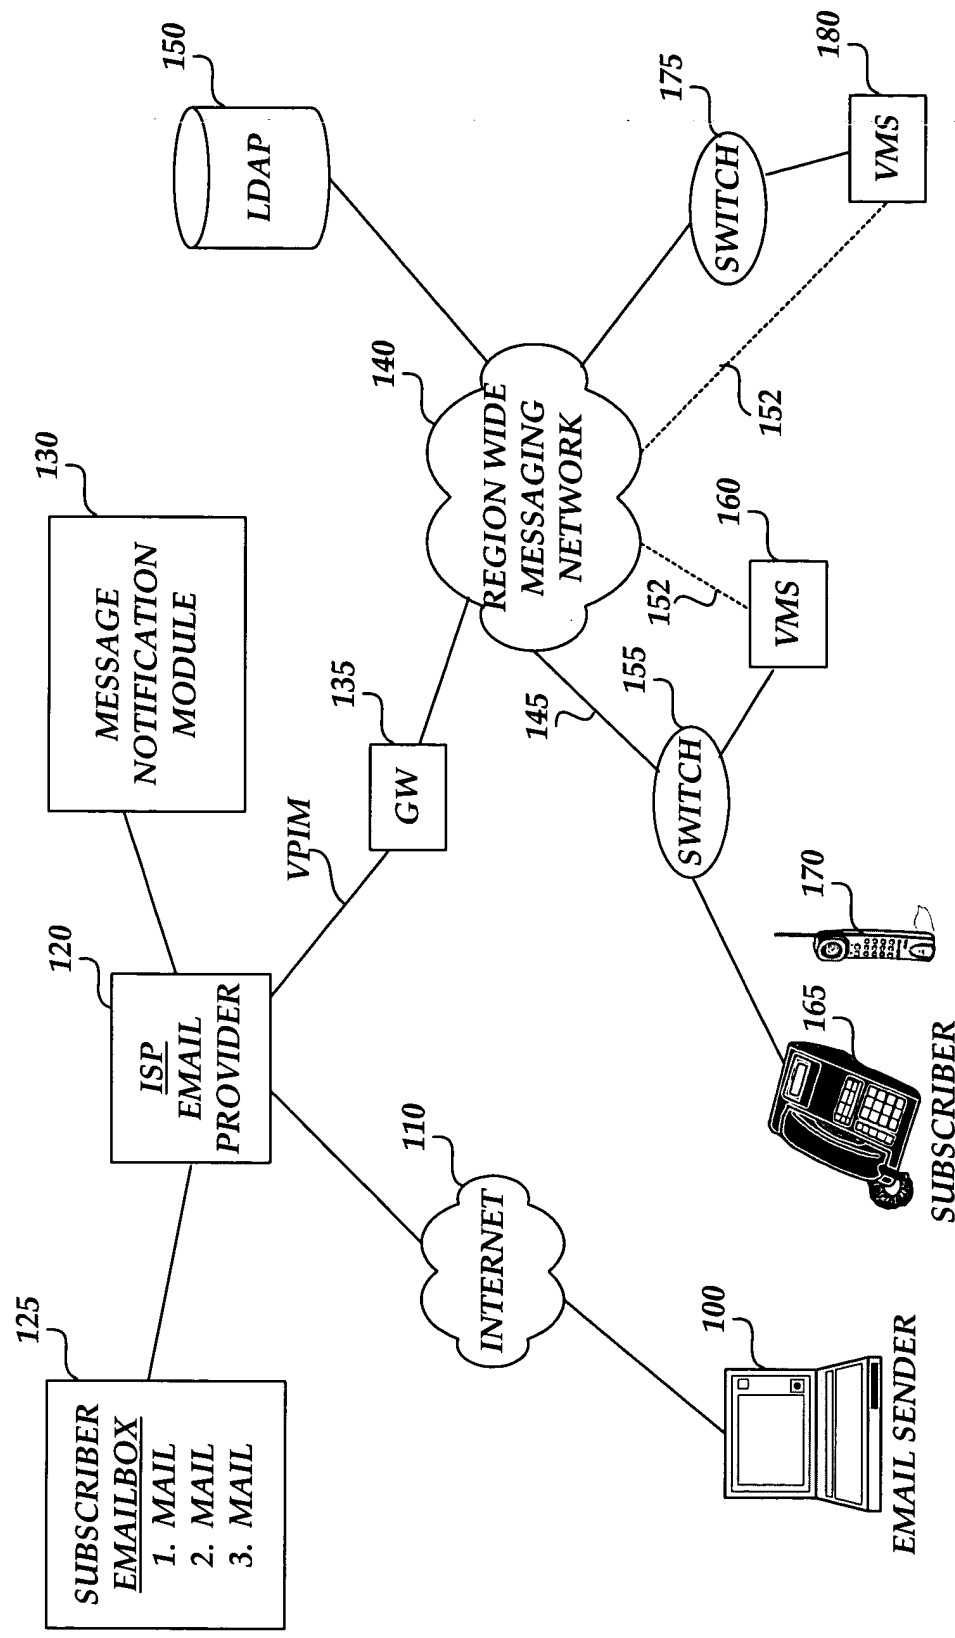 125
SUBSCRIBER
EMAILBOX
1. MAIL
2. MAIL
3. MAIL
120
ISP
EMAIL
PROVIDER
130
MESSAGE
NOTIFICATION
MODULE
150
LDAP
VPIM
135
GW
140
REGION WIDE
MESSAGING
NETWORK
110
INTERNET
145
152
152
175
SWITCH
180
VMS
155
SWITCH
160
VMS
100
EMAIL SENDER
165
170
SUBSCRIBER